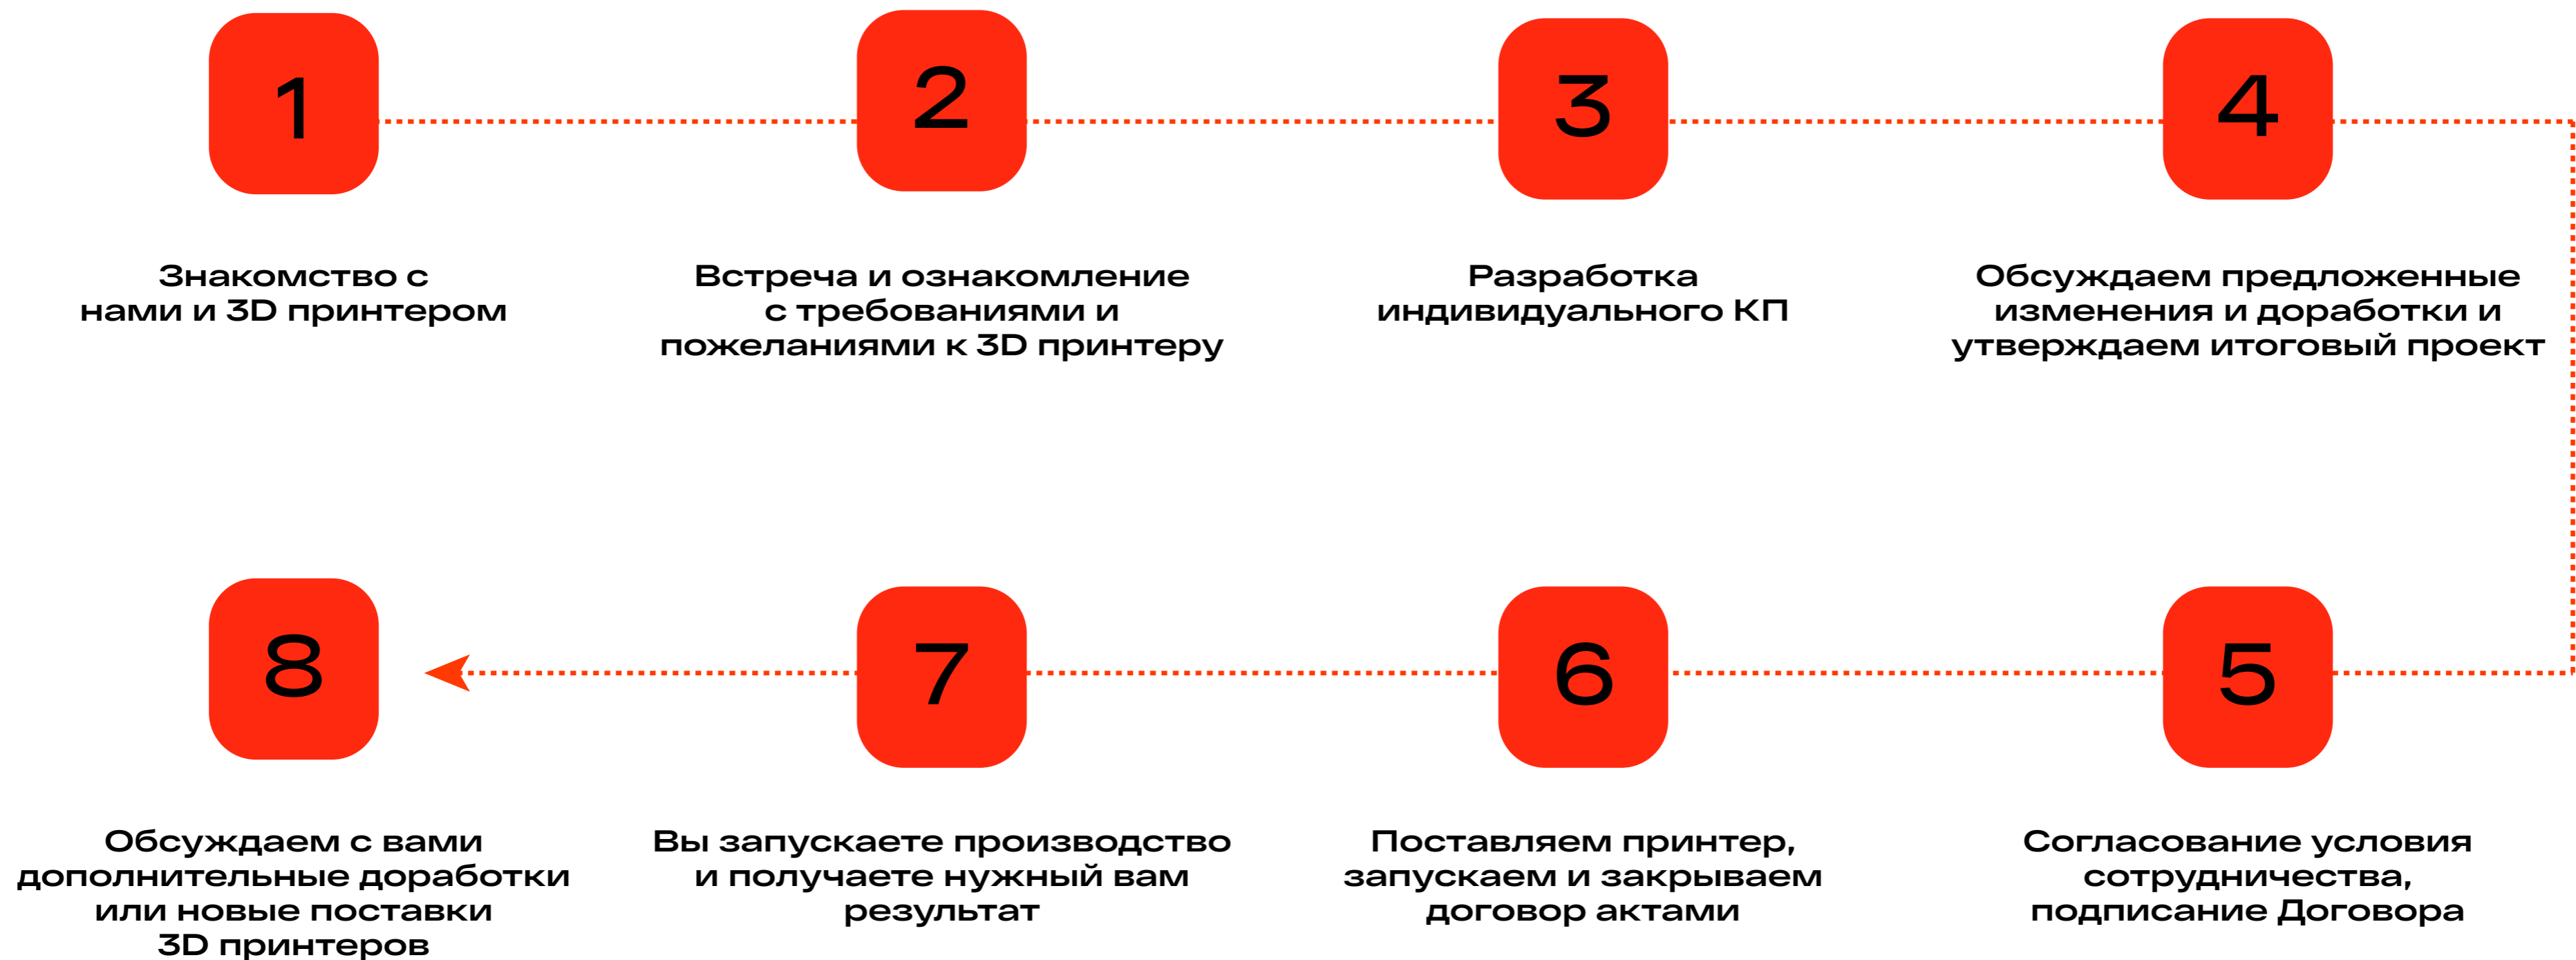 1
Знакомство с
нами и 3D принтером
2
Встреча и ознакомление
с требованиями и
пожеланиями к 3D принтеру
3
Разработка
индивидуального КП
4
Обсуждаем предложенные
изменения и доработки и
утверждаем итоговый проект
5
Согласование условия
сотрудничества,
подписание Договора
6
Поставляем принтер,
запускаем и закрываем
договор актами
7
Вы запускаете производство
и получаете нужный вам
результат
8
Обсуждаем с вами
дополнительные доработки
или новые поставки
3D принтеров